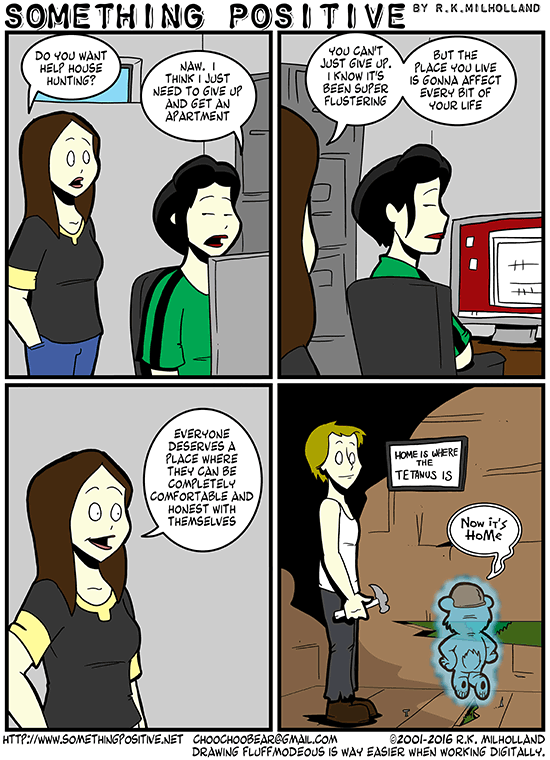 SOMETHING POSITIVE BY R.K.MILHOLLAND
DO YOU WANT
HELP HOUSE
HUNTING?
NAW. I
THINK I JUST
NEED TO GIVE UP
AND GET AN
APARTMENT
YOU CAN'T
JUST GIVE UP.
I KNOW IT'S
BEEN SUPER
FLUSTERING
BUT THE
PLACE YOU LIVE
IS GONNA AFFECT
EVERY BIT OF
YOUR LIFE
EVERYONE
DESERVES A
PLACE WHERE
THEY CAN BE
COMPLETELY
COMFORTABLE AND
HONEST WITH
THEMSELVES
HOME IS WHERE
THE
TETANUS IS
NOW IT'S
HOME
HTTP://WWW.SOMETHINGPOSITIVE.NET CHOOCHOOBEAR@GMAIL.COM ©2001-2016 R.K. MILHOLLAND
DRAWING FLUFFMODEOUS IS WAY EASIER WHEN WORKING DIGITALLY.